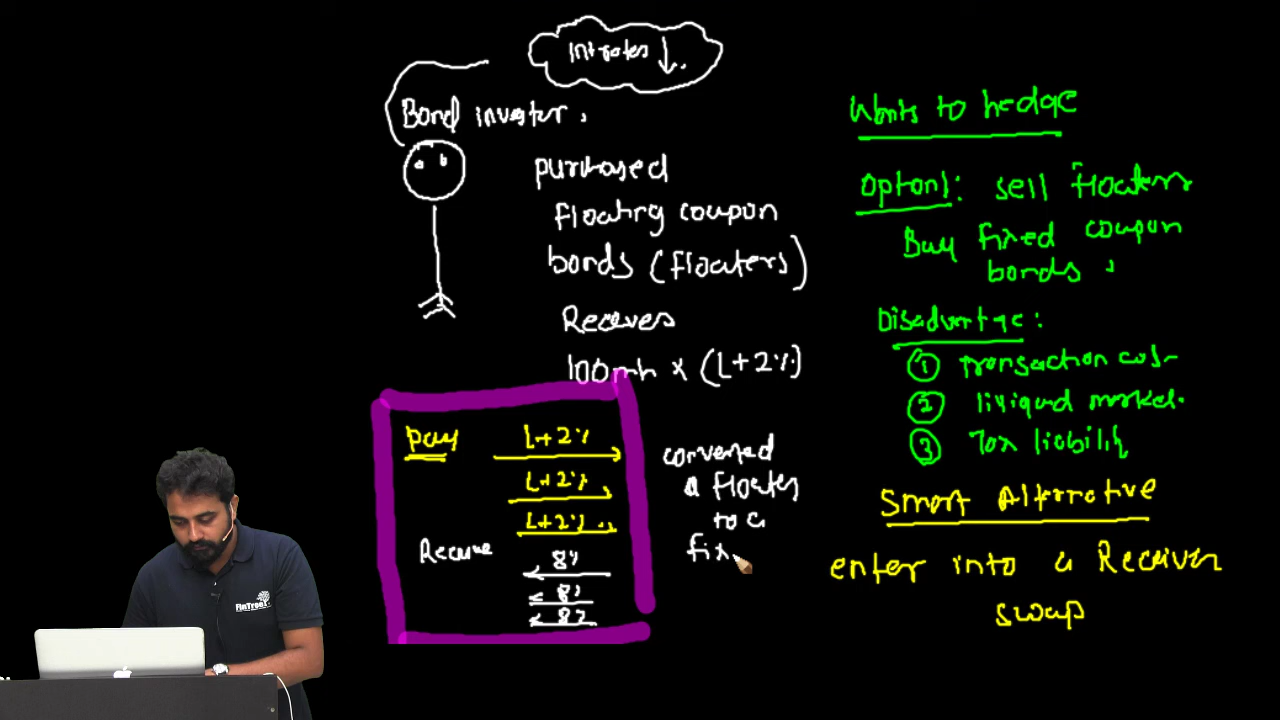 Int rates ↓.
Bond investor.
purchased
floating coupon
bonds (floaters)
Receives
100mn x (L+2%)
pay L+2%
L+2%
L+2%
Receive 8%
8%
8%
converted
a floater
to a
fix
Wants to hedge
Option1: sell floaters
Buy fixed coupon
bonds
Disadvantage:
① transaction cost
② illiquid market.
③ Tax liability
Smart Alternative
enter into a Receiver
swap
FinTree